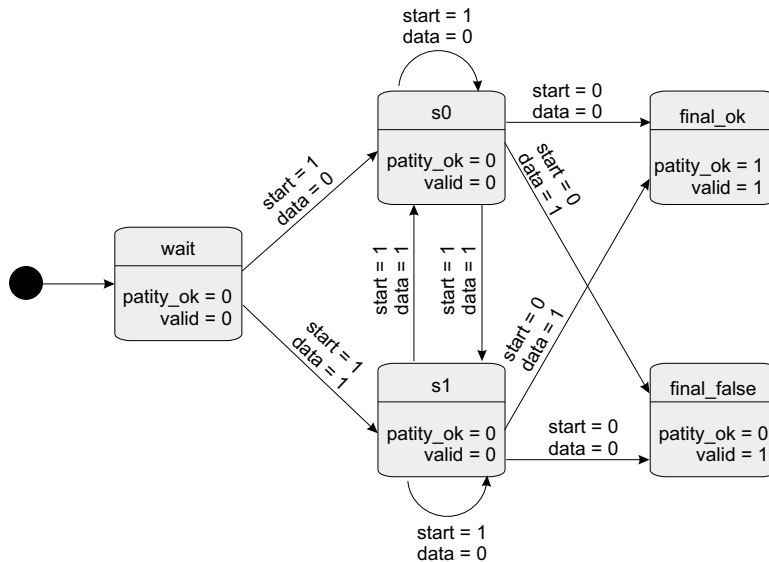 start = 1
data = 0
s0
patity_ok = 0
valid = 0
start = 0
data = 0
final_ok
patity_ok = 1
valid = 1
start = 1
data = 0
start = 0
data = 1
wait
patity_ok = 0
valid = 0
start = 1
data = 1
start = 1
data = 1
start = 0
data = 1
start = 1
data = 1
s1
patity_ok = 0
valid = 0
start = 0
data = 0
final_false
patity_ok = 0
valid = 1
start = 1
data = 0